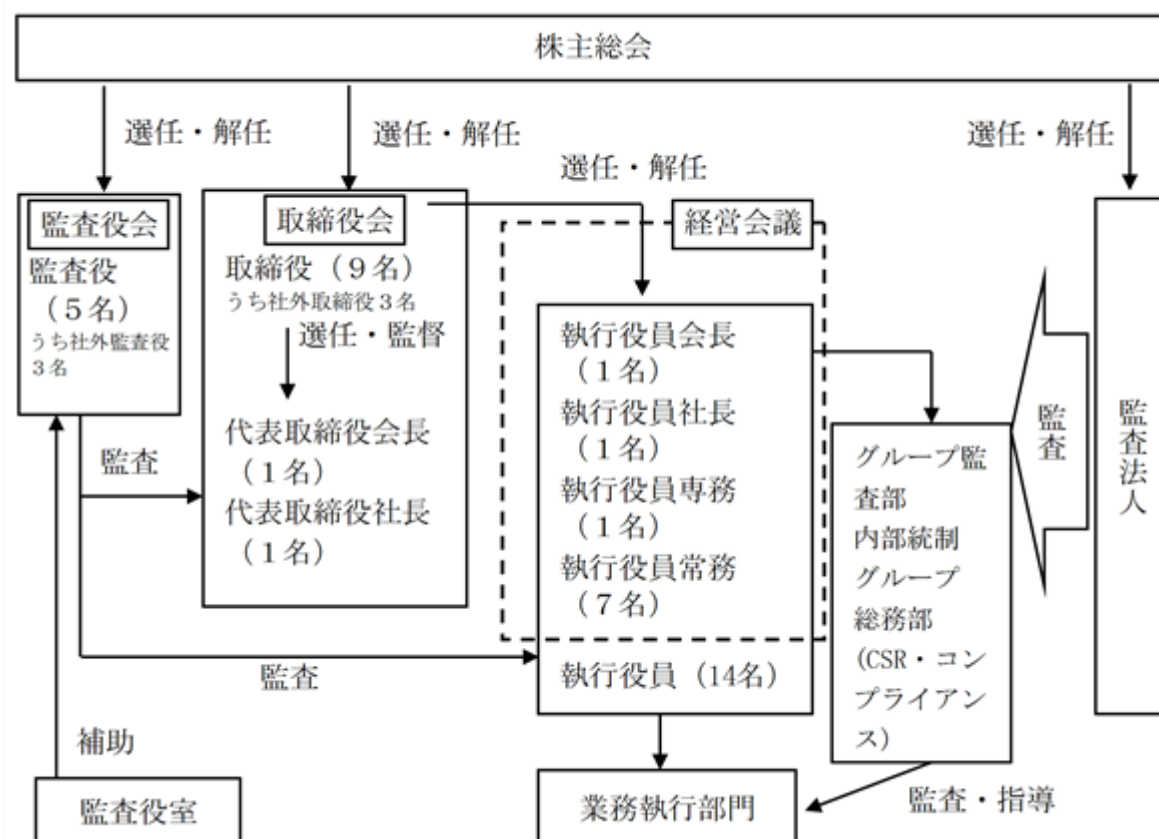 株主総会
選任・解任
選任・解任
選任・解任
選任・解任
監査役会
監査役
（５名）
うち社外監査役
３名
取締役会
取締役（９名）
うち社外取締役３名
選任・監督
代表取締役会長
（１名）
代表取締役社長
（１名）
経営会議
執行役員会長
（１名）
執行役員社長
（１名）
執行役員専務
（１名）
執行役員常務
（７名）
執行役員（14名）
グループ監
査部
内部統制
グループ
総務部
(CSR・コン
プライアン
ス)
監査
監査法人
監査
監査
補助
監査役室
業務執行部門
監査・指導